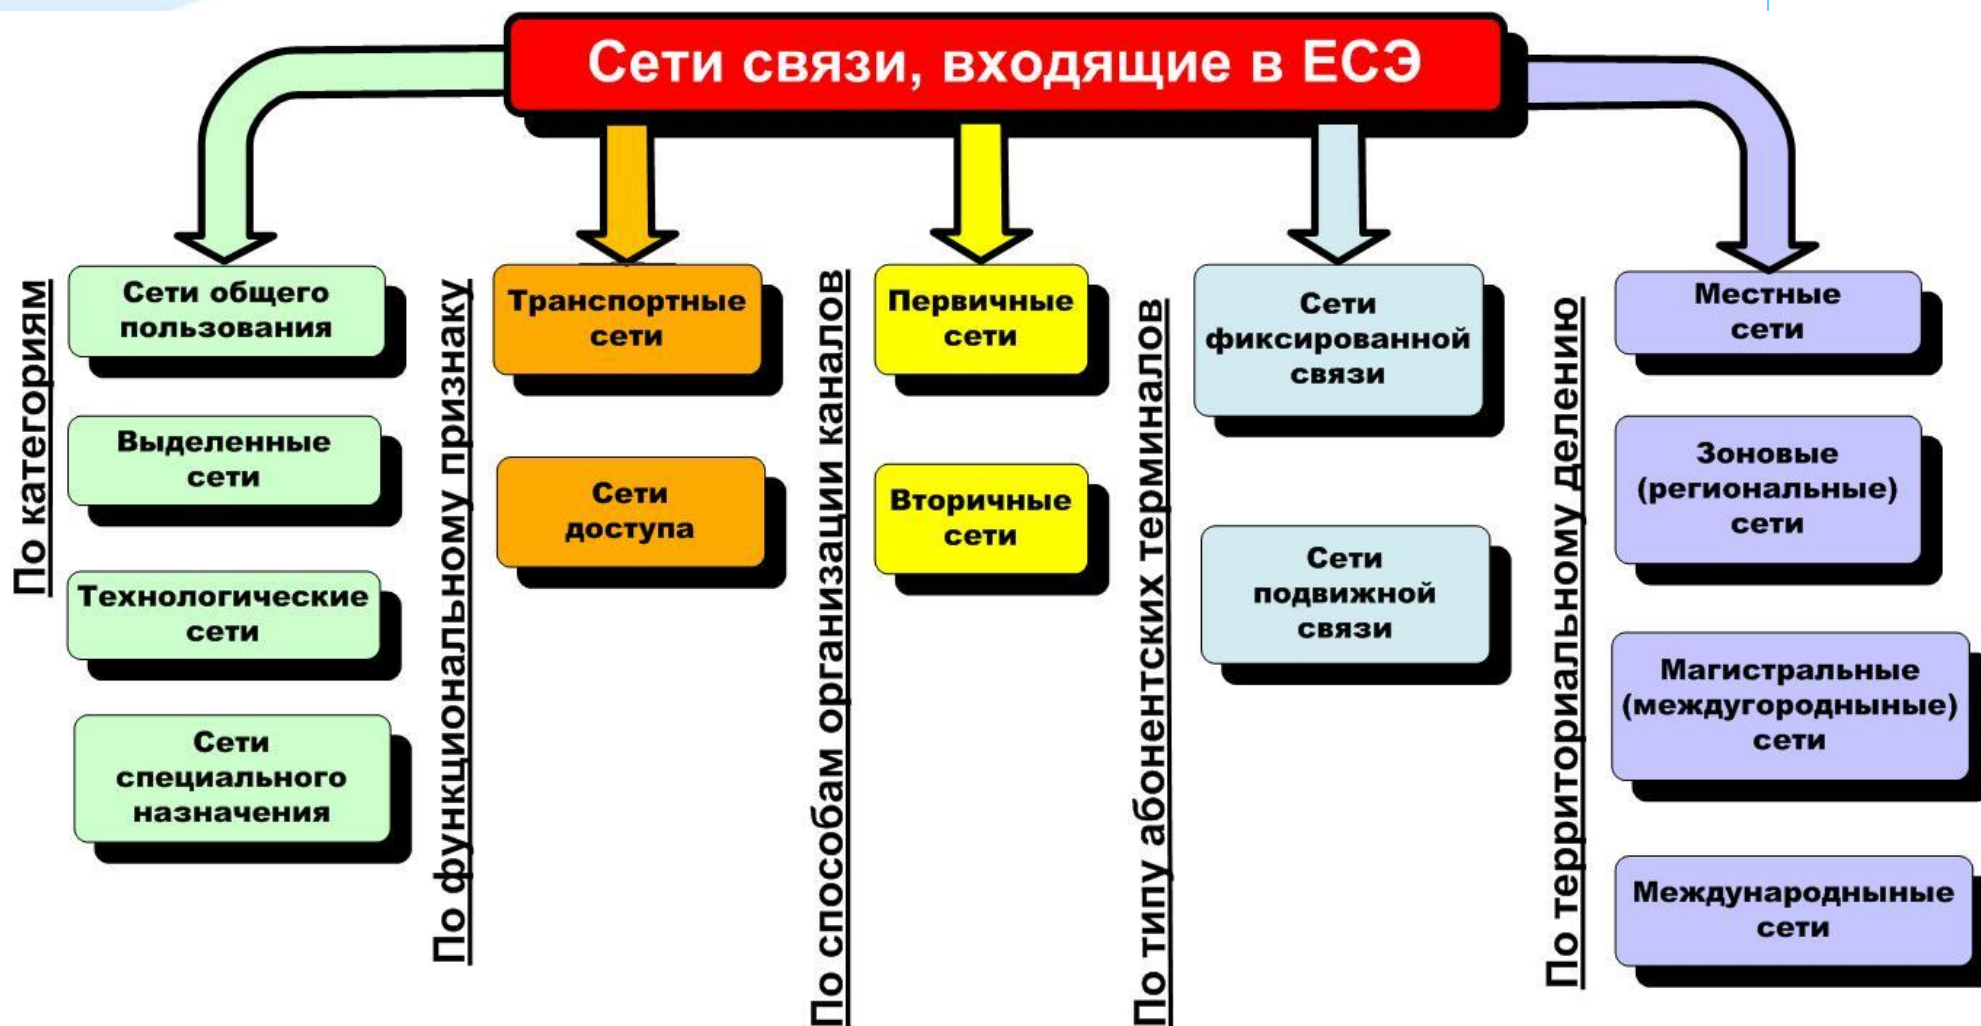 Сети связи, входящие в ЕСЭ
По категориям
Сети общего
пользования
Выделенные
сети
Технологические
сети
Сети
специального
назначения
По функциональному признаку
Транспортные
сети
Сети
доступа
По способам организации каналов
Первичные
сети
Вторичные
сети
По типу абонентских терминалов
Сети
фиксированной
связи
Сети
подвижной
связи
По территориальному делению
Местные
сети
Зоновые
(региональные)
сети
Магистральные
(междугородныные)
сети
Международныные
сети